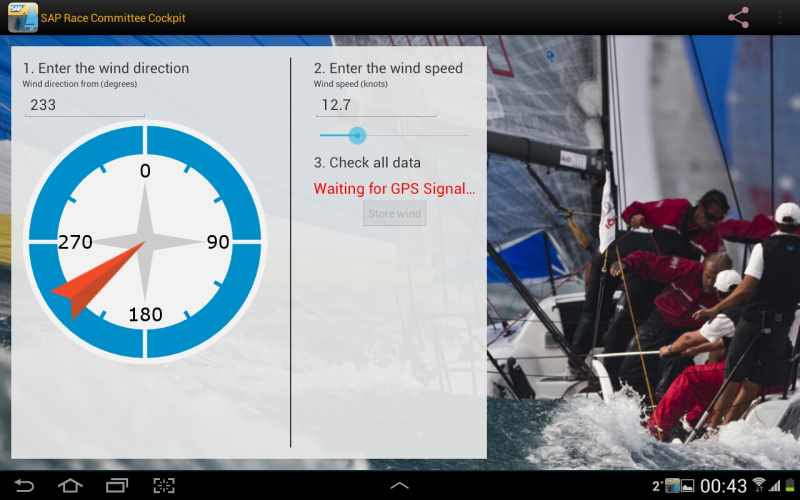 SAP
SAP Race Committee Cockpit
1. Enter the wind direction
Wind direction from (degrees)
233
0
270
90
180
2. Enter the wind speed
Wind speed (knots)
12.7
3. Check all data
Waiting for GPS Signal...
Store wind
2°
00:43